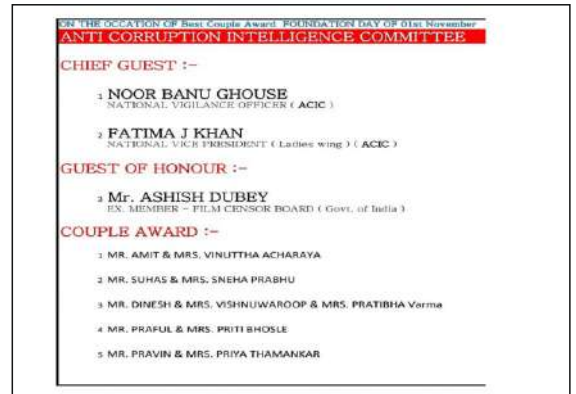 ON THE OCCATION OF Best Couple Award FOUNDATION DAY OF 01st November
ANTI CORRUPTION INTELLIGENCE COMMITTEE
CHIEF GUEST :-
1 NOOR BANU GHOUSE
NATIONAL VIGILANCE OFFICER ( ACIC )
2 FATIMA J KHAN
NATIONAL VICE PRESIDENT ( Ladies wing ) ( ACIC )
GUEST OF HONOUR :-
3 Mr. ASHISH DUBEY
EX. MEMBER - FILM CENSOR BOARD ( Govt. of India )
COUPLE AWARD :-
1 MR. AMIT & MRS. VINUTTHA ACHARAYA
2 MR. SUHAS & MRS. SNEHA PRABHU
3 MR. DINESH & MRS. VISHNUWAROOP & MRS. PRATIBHA Varma
4 MR. PRAFUL & MRS. PRITI BHOSLE
5 MR. PRAVIN & MRS. PRIYA THAMANKAR